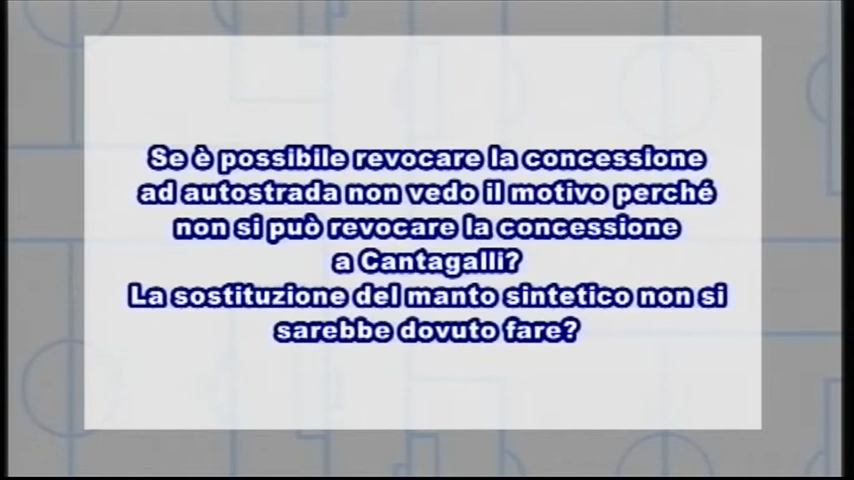 Se è possibile revocare la concessione
ad autostrada non vedo il motivo perché
non si può revocare la concessione
a Cantagalli?
La sostituzione del manto sintetico non si
sarebbe dovuto fare?